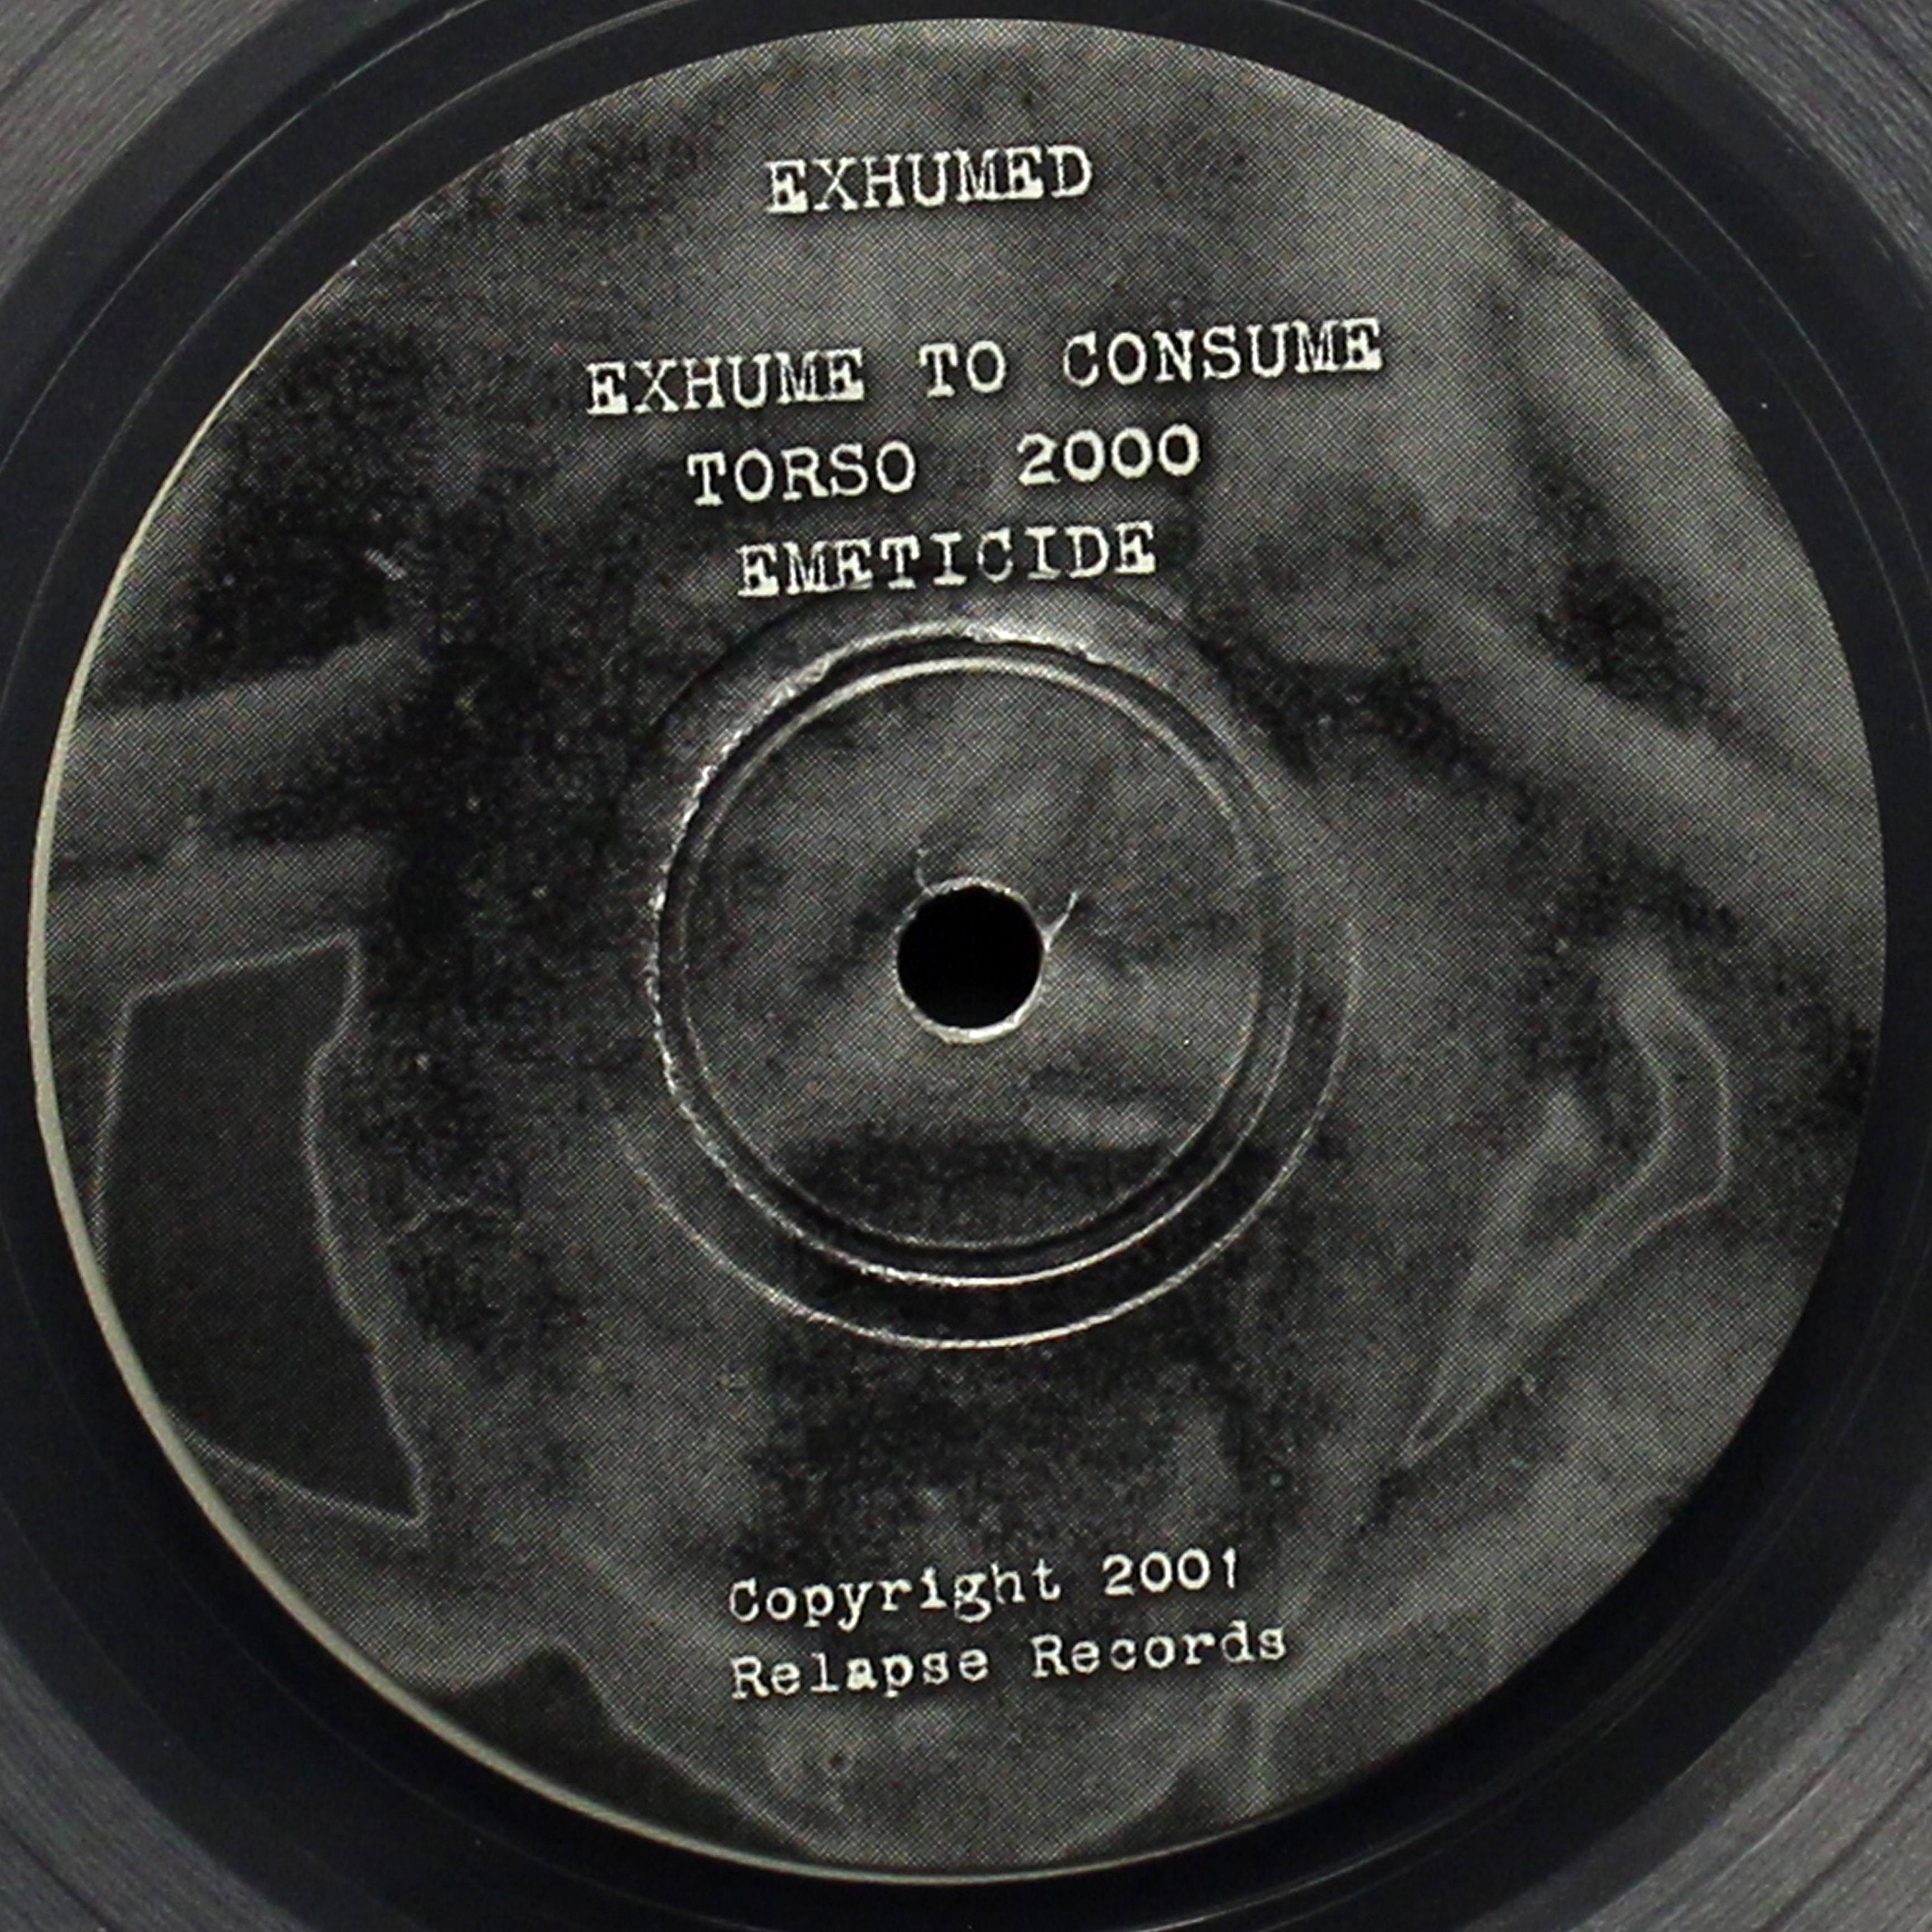 EXHUMED
EXHUME TO CONSUME
TORSO 2000
EMETICIDE
Copyright 2001
Relapse Records